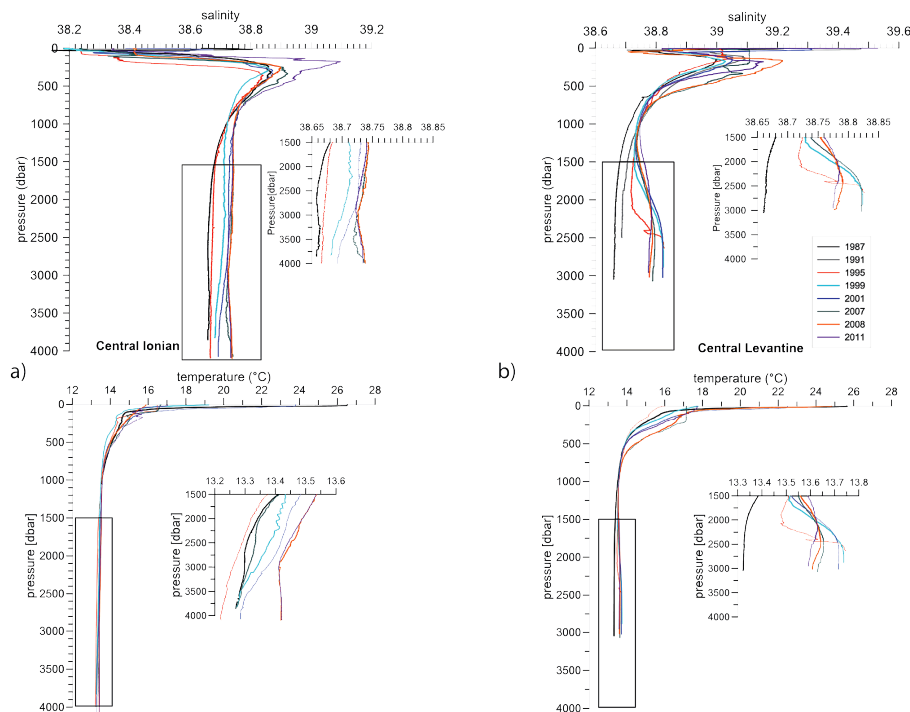 salinity
38.2 38.4 38.6 38.8 39 39.2
0
500
1000
1500
2000
2500
3000
3500
4000
pressure (dbar)
38.65 38.7 38.75 38.8 38.85
1500
2000
2500
3000
3500
4000
Pressure[dbar]
Central Ionian
salinity
38.6 38.8 39 39.2 39.4 39.6
0
500
1000
1500
2000
2500
3000
3500
4000
pressure (dbar)
38.65 38.7 38.75 38.8 38.85
1500
2000
2500
3000
3500
4000
Pressure[dbar]
1987
1991
1995
1999
2001
2007
2008
2011
Central Levantine
a)
temperature (°C)
12 14 16 18 20 22 24 26 28
0
500
1000
1500
2000
2500
3000
3500
4000
pressure [dbar]
13.2 13.3 13.4 13.5 13.6
1500
2000
2500
3000
3500
4000
pressure [dbar]
b)
temperature (°C)
12 14 16 18 20 22 24 26 28
0
500
1000
1500
2000
2500
3000
3500
4000
pressure [dbar]
13.3 13.4 13.5 13.6 13.7 13.8
1500
2000
2500
3000
3500
4000
pressure [dbar]